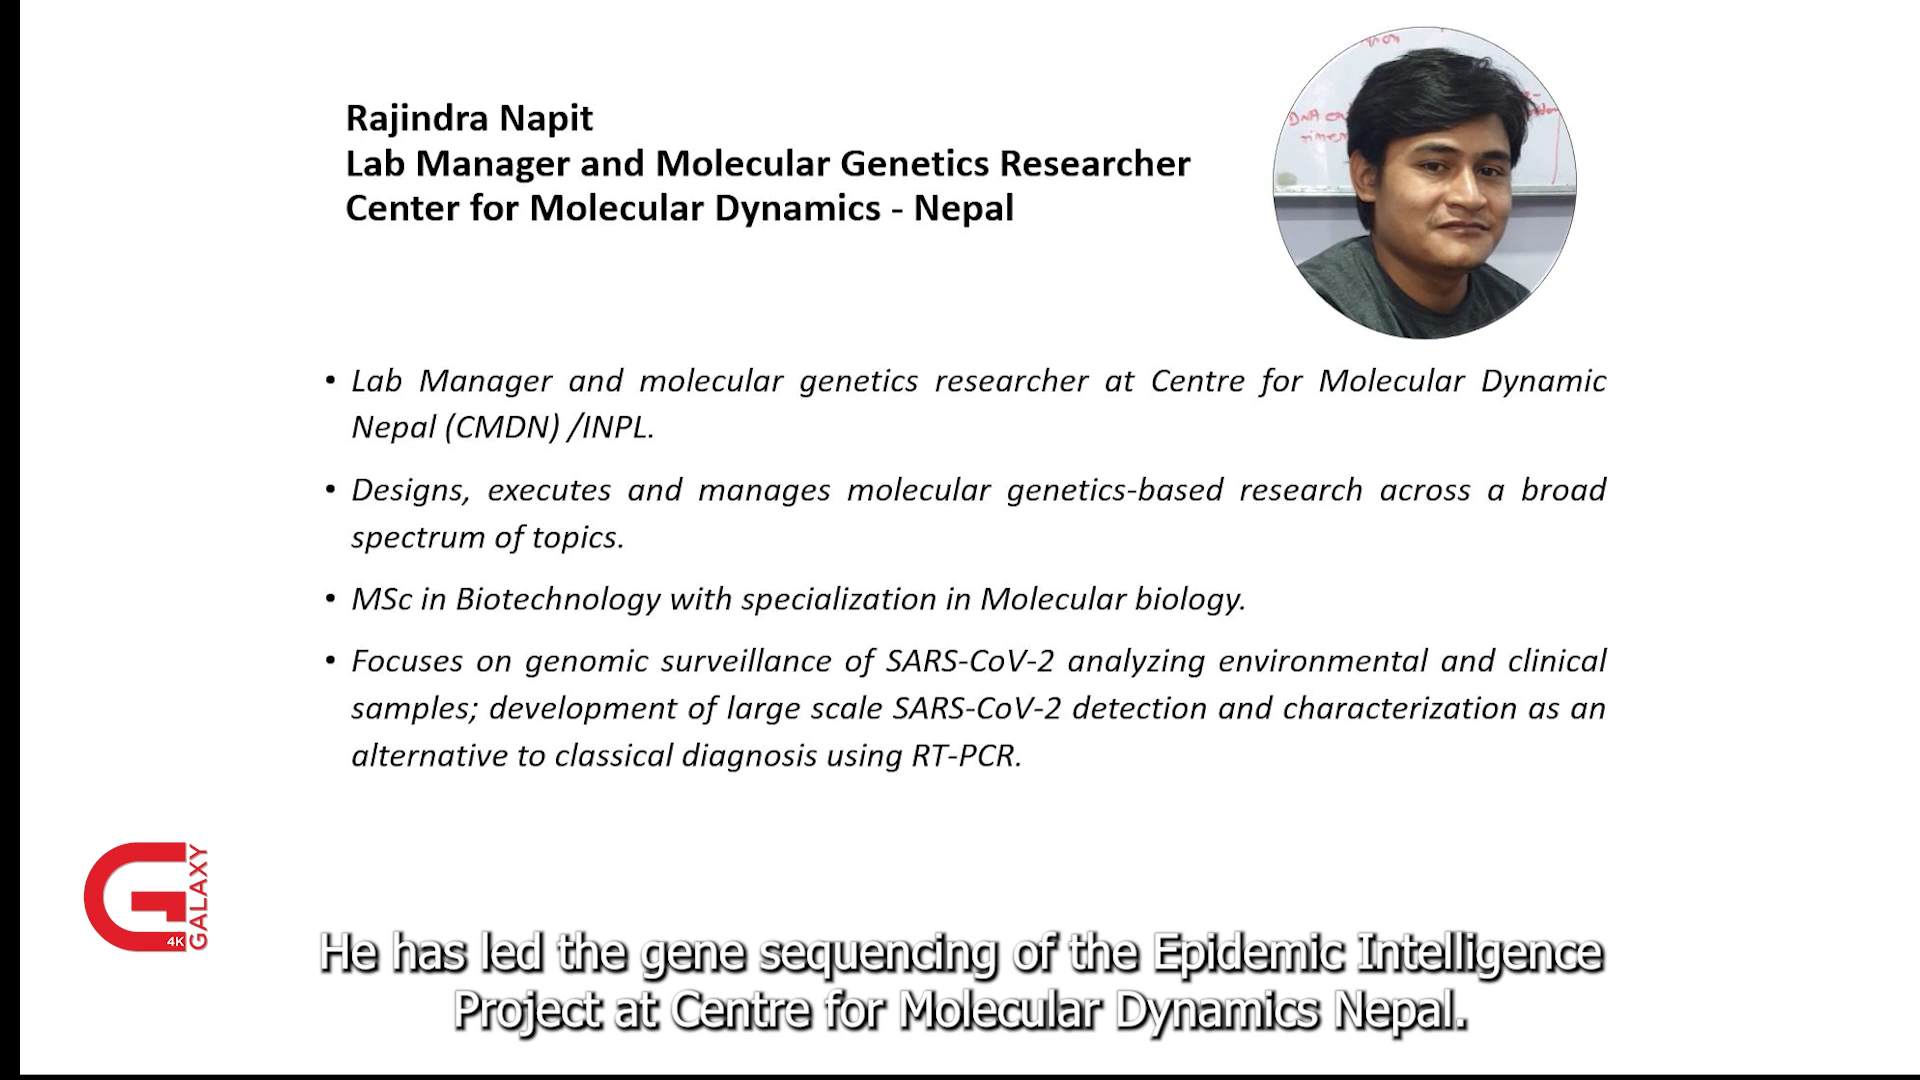 Rajindra Napit
Lab Manager and Molecular Genetics Researcher
Center for Molecular Dynamics - Nepal
DNA
• Lab Manager and molecular genetics researcher at Centre for Molecular Dynamic
Nepal (CMDN) /INPL.
• Designs, executes and manages molecular genetics-based research across a broad
spectrum of topics.
• MSc in Biotechnology with specialization in Molecular biology.
• Focuses on genomic surveillance of SARS-CoV-2 analyzing environmental and clinical
samples; development of large scale SARS-CoV-2 detection and characterization as an
alternative to classical diagnosis using RT-PCR.
GALAXY
4K
He has led the gene sequencing of the Epidemic Intelligence
Project at Centre for Molecular Dynamics Nepal.